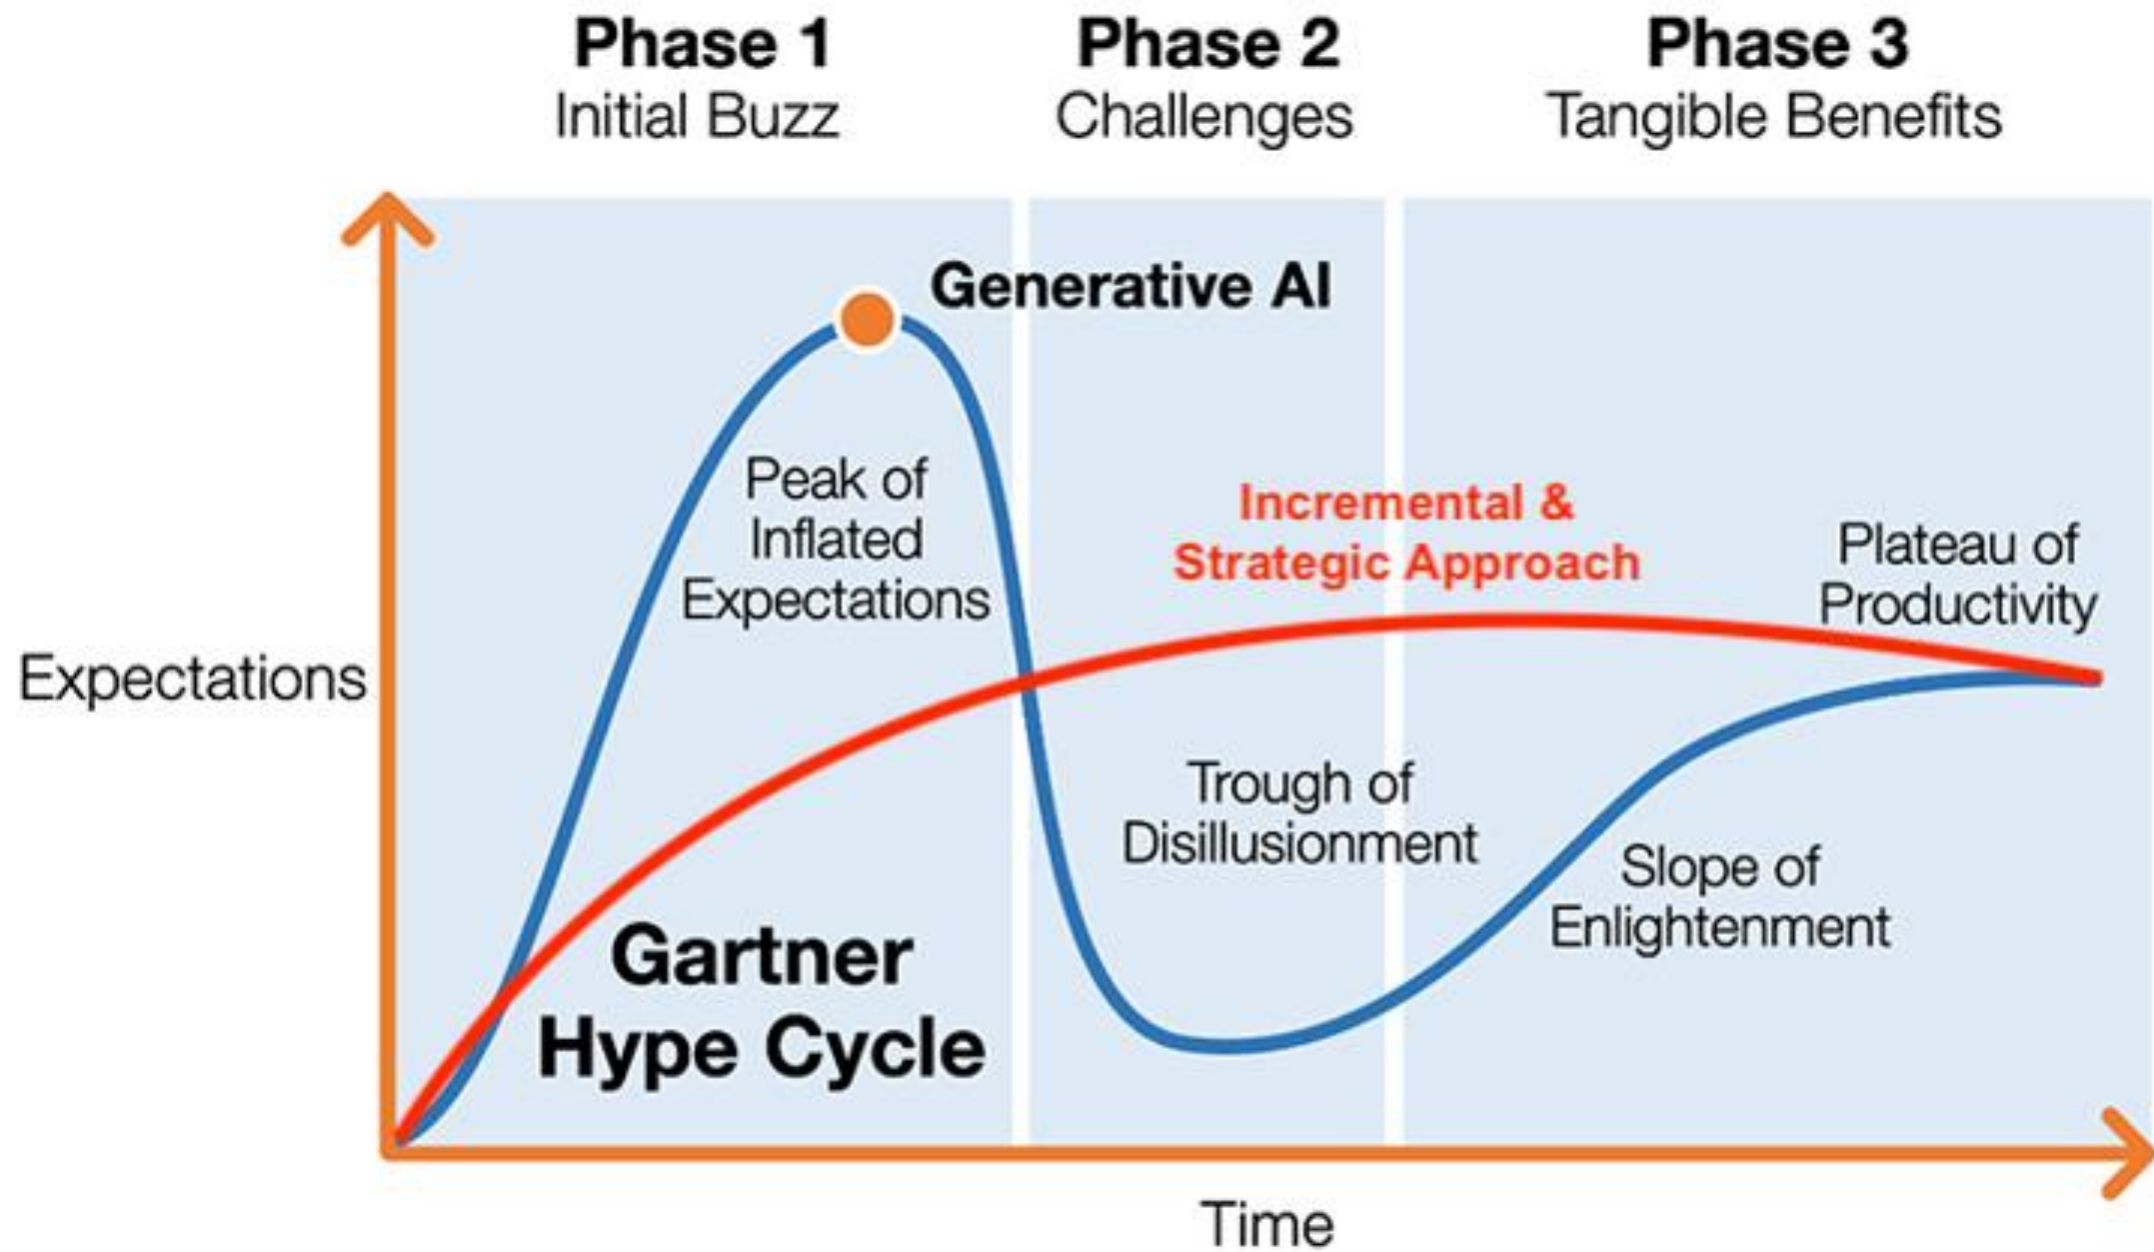 Phase 1
Initial Buzz
Phase 2
Challenges
Phase 3
Tangible Benefits
Generative AI
Peak of
Inflated
Expectations
Incremental &
Strategic Approach
Plateau of
Productivity
Expectations
Trough of
Disillusionment
Slope of
Enlightenment
Gartner
Hype Cycle
Time